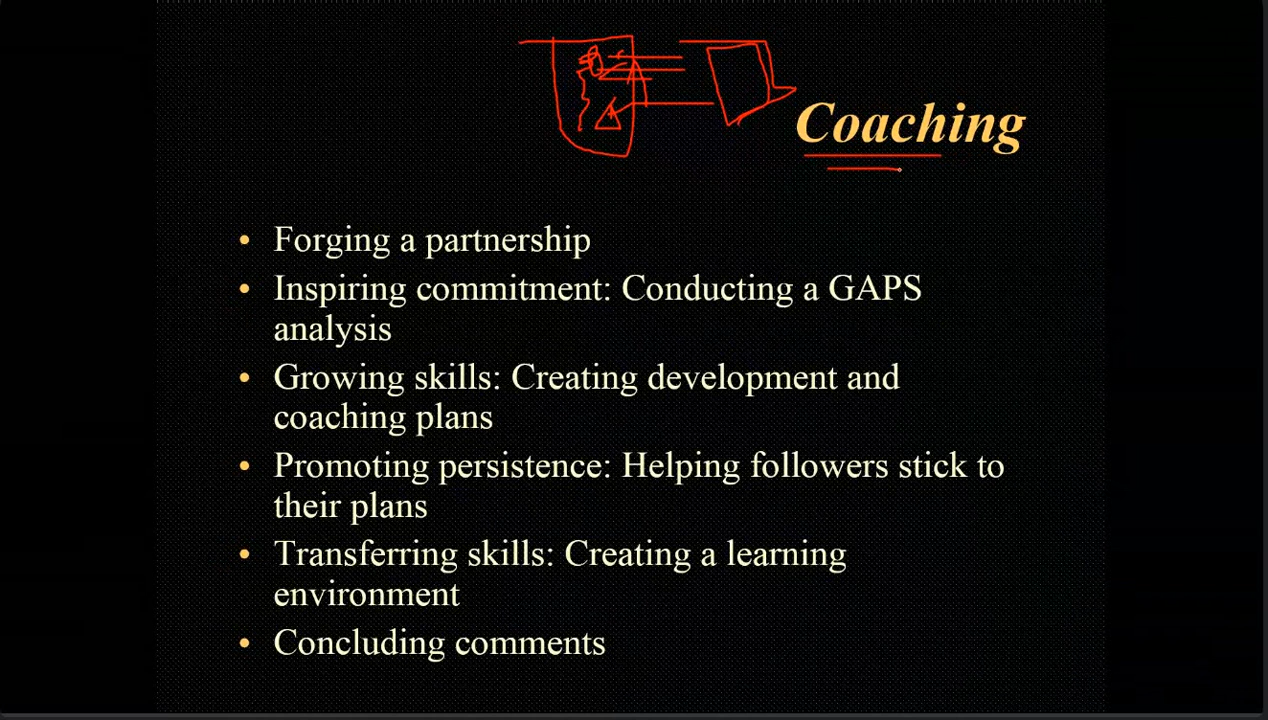 Coaching
• Forging a partnership
• Inspiring commitment: Conducting a GAPS
analysis
• Growing skills: Creating development and
coaching plans
• Promoting persistence: Helping followers stick to
their plans
• Transferring skills: Creating a learning
environment
• Concluding comments